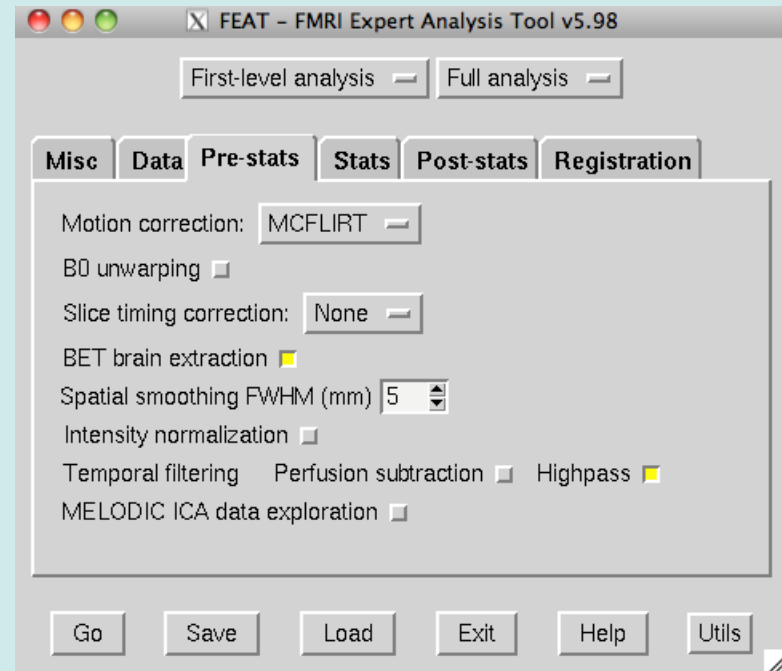 X FEAT - FMRI Expert Analysis Tool v5.98
First-level analysis Full analysis
Misc Data Pre-stats Stats Post-stats Registration
Motion correction: MCFLIRT
B0 unwarping
Slice timing correction: None
BET brain extraction
Spatial smoothing FWHM (mm) 5
Intensity normalization
Temporal filtering Perfusion subtraction Highpass
MELODIC ICA data exploration
Go Save Load Exit Help Utils